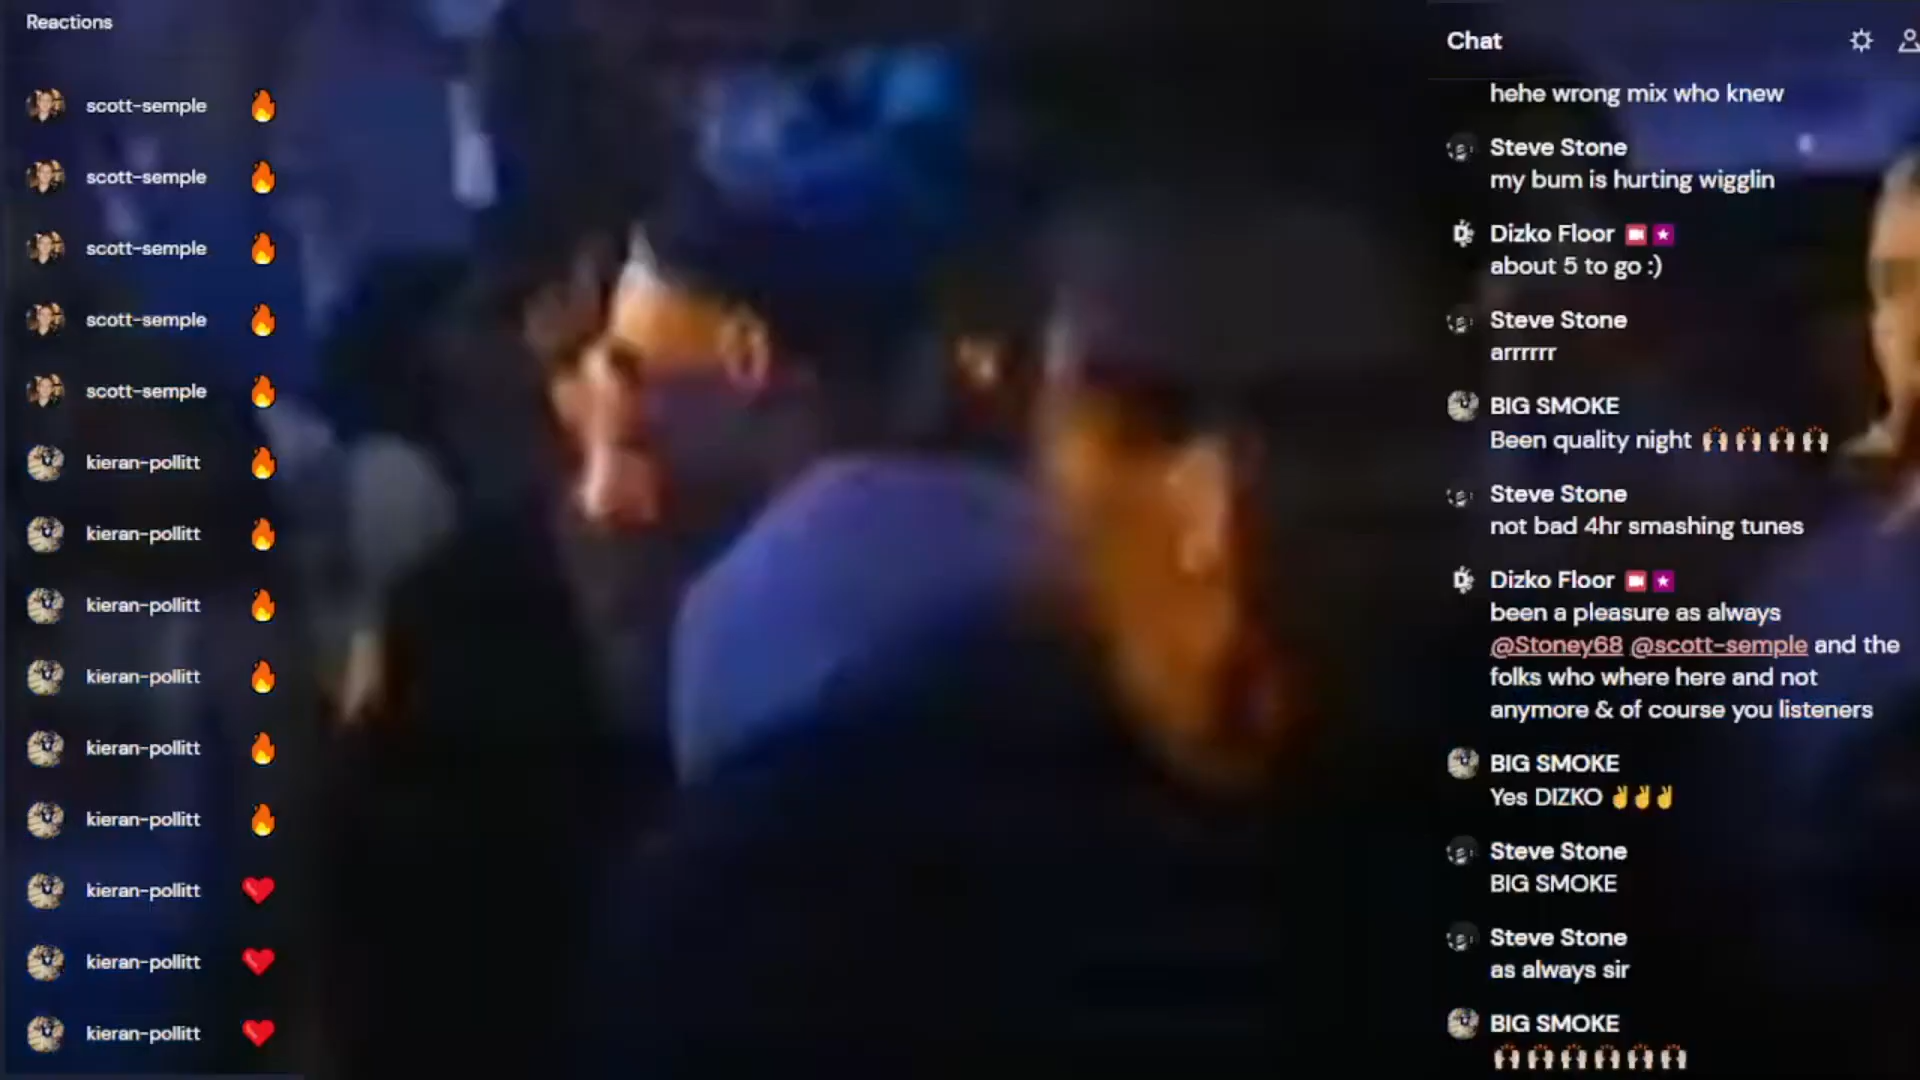 Reactions
scott-semple 🔥
scott-semple 🔥
scott-semple 🔥
scott-semple 🔥
scott-semple 🔥
kieran-pollitt 🔥
kieran-pollitt 🔥
kieran-pollitt 🔥
kieran-pollitt 🔥
kieran-pollitt 🔥
kieran-pollitt 🔥
kieran-pollitt ❤️
kieran-pollitt ❤️
kieran-pollitt ❤️
Chat
hehe wrong mix who knew
Steve Stone
my bum is hurting wigglin
Dizko Floor
about 5 to go :)
Steve Stone
arrrrrr
BIG SMOKE
Been quality night 🙌🙌🙌🙌
Steve Stone
not bad 4hr smashing tunes
Dizko Floor
been a pleasure as always
@Stoney68 @scott-semple and the
folks who where here and not
anymore & of course you listeners
BIG SMOKE
Yes DIZKO ✌️✌️✌️
Steve Stone
BIG SMOKE
Steve Stone
as always sir
BIG SMOKE
🙌🙌🙌🙌🙌🙌